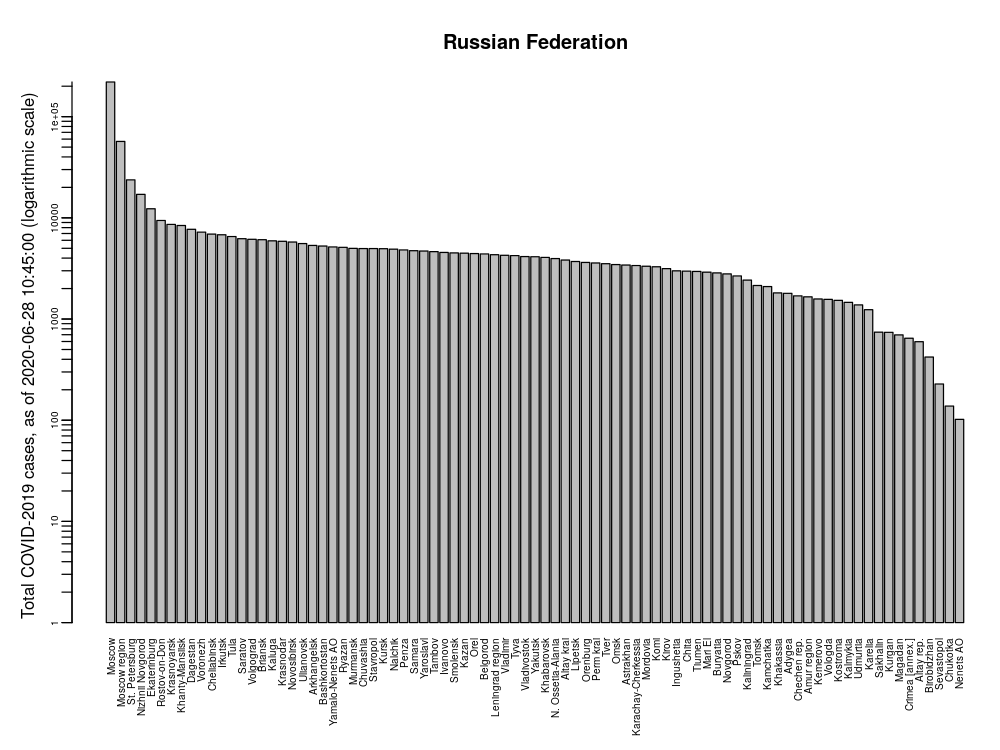 Russian Federation
Total COVID-2019 cases, as of 2020-06-28 10:45:00 (logarithmic scale)
1e+05
10000
1000
100
10
1
Moscow
Moscow region
St. Petersburg
Nizhnii Novgorod
Ekaterinburg
Rostov-on-Don
Krasnyarsk
Khanty-Mansiisk
Dagestan
Voronezh
Cheliabinsk
Irkutsk
Tula
Saratov
Volgograd
Briansk
Kaluga
Krasnodar
Novosibirsk
Ulianovsk
Arkhangelsk
Bashkortostan
Yamalo-Nenets AO
Ryazan
Murmansk
Chuvashia
Stavropol
Kursk
Nalchik
Penza
Samara
Yaroslavl
Tambov
Ivanovo
Smolensk
Kazan
Orel
Belgorod
Leningrad region
Vladimir
Tyva
Vladivostok
Yakutsk
Khabarovsk
N. Ossetia-Alania
Altay krai
Lipetsk
Orenburg
Perm krai
Tver
Omsk
Astrakhan
Karachay-Cherkessia
Mordovia
Komi
Kirov
Ingushetia
Chita
Tiumen
Mari El
Buryatia
Novgorod
Pskov
Kaliningrad
Tomsk
Kamchatka
Khakassia
Adygea
Chechen rep.
Amur region
Kemerovo
Vologda
Kostroma
Kalmykia
Udmurtia
Karelia
Sakhalin
Kurgan
Magadan
Crimea [annex.]
Altay rep.
Birobidzhan
Sevastopol
Chukotka
Nenets AO